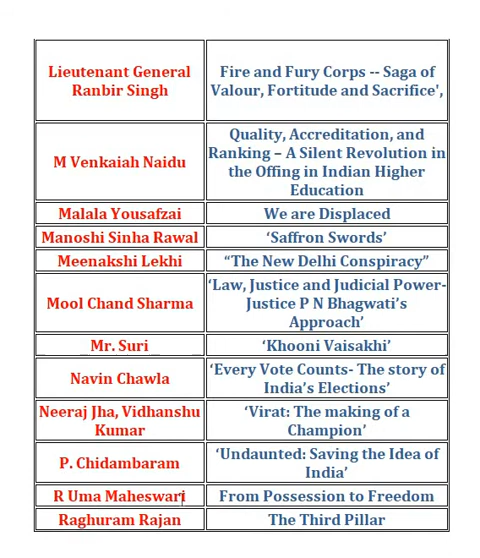 Lieutenant General
Ranbir Singh
Fire and Fury Corps -- Saga of
Valour, Fortitude and Sacrifice',
M Venkaiah Naidu
Quality, Accreditation, and
Ranking – A Silent Revolution in
the Offing in Indian Higher
Education
Malala Yousafzai
We are Displaced
Manoshi Sinha Rawal
‘Saffron Swords’
Meenakshi Lekhi
“The New Delhi Conspiracy”
Mool Chand Sharma
‘Law, Justice and Judicial Power-
Justice P N Bhagwati’s
Approach’
Mr. Suri
‘Khooni Vaisakhi’
Navin Chawla
‘Every Vote Counts- The story of
India’s Elections’
Neeraj Jha, Vidhanshu
Kumar
‘Virat: The making of a
Champion’
P. Chidambaram
‘Undaunted: Saving the Idea of
India’
R Uma Maheswari
From Possession to Freedom
Raghuram Rajan
The Third Pillar